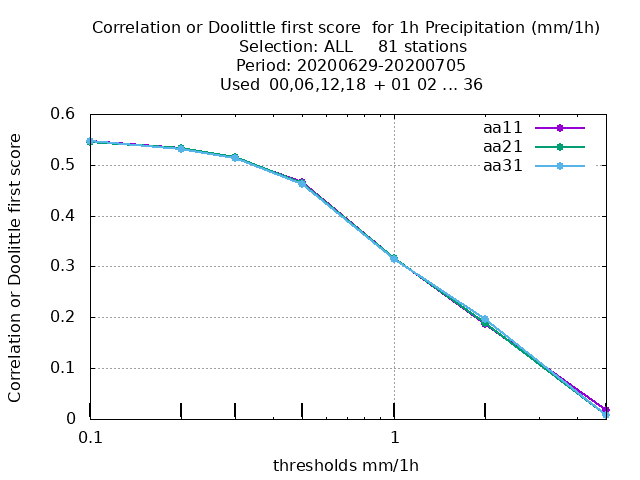 Correlation or Doolittle first score  for 1h Precipitation (mm/1h)
Selection: ALL     81 stations
Period: 20200629-20200705
Used 00,06,12,18 + 01 02 ... 36
Correlation or Doolittle first score
0.6
0.5
0.4
0.3
0.2
0.1
0
aa11
aa21
aa31
0.1
1
thresholds mm/1h